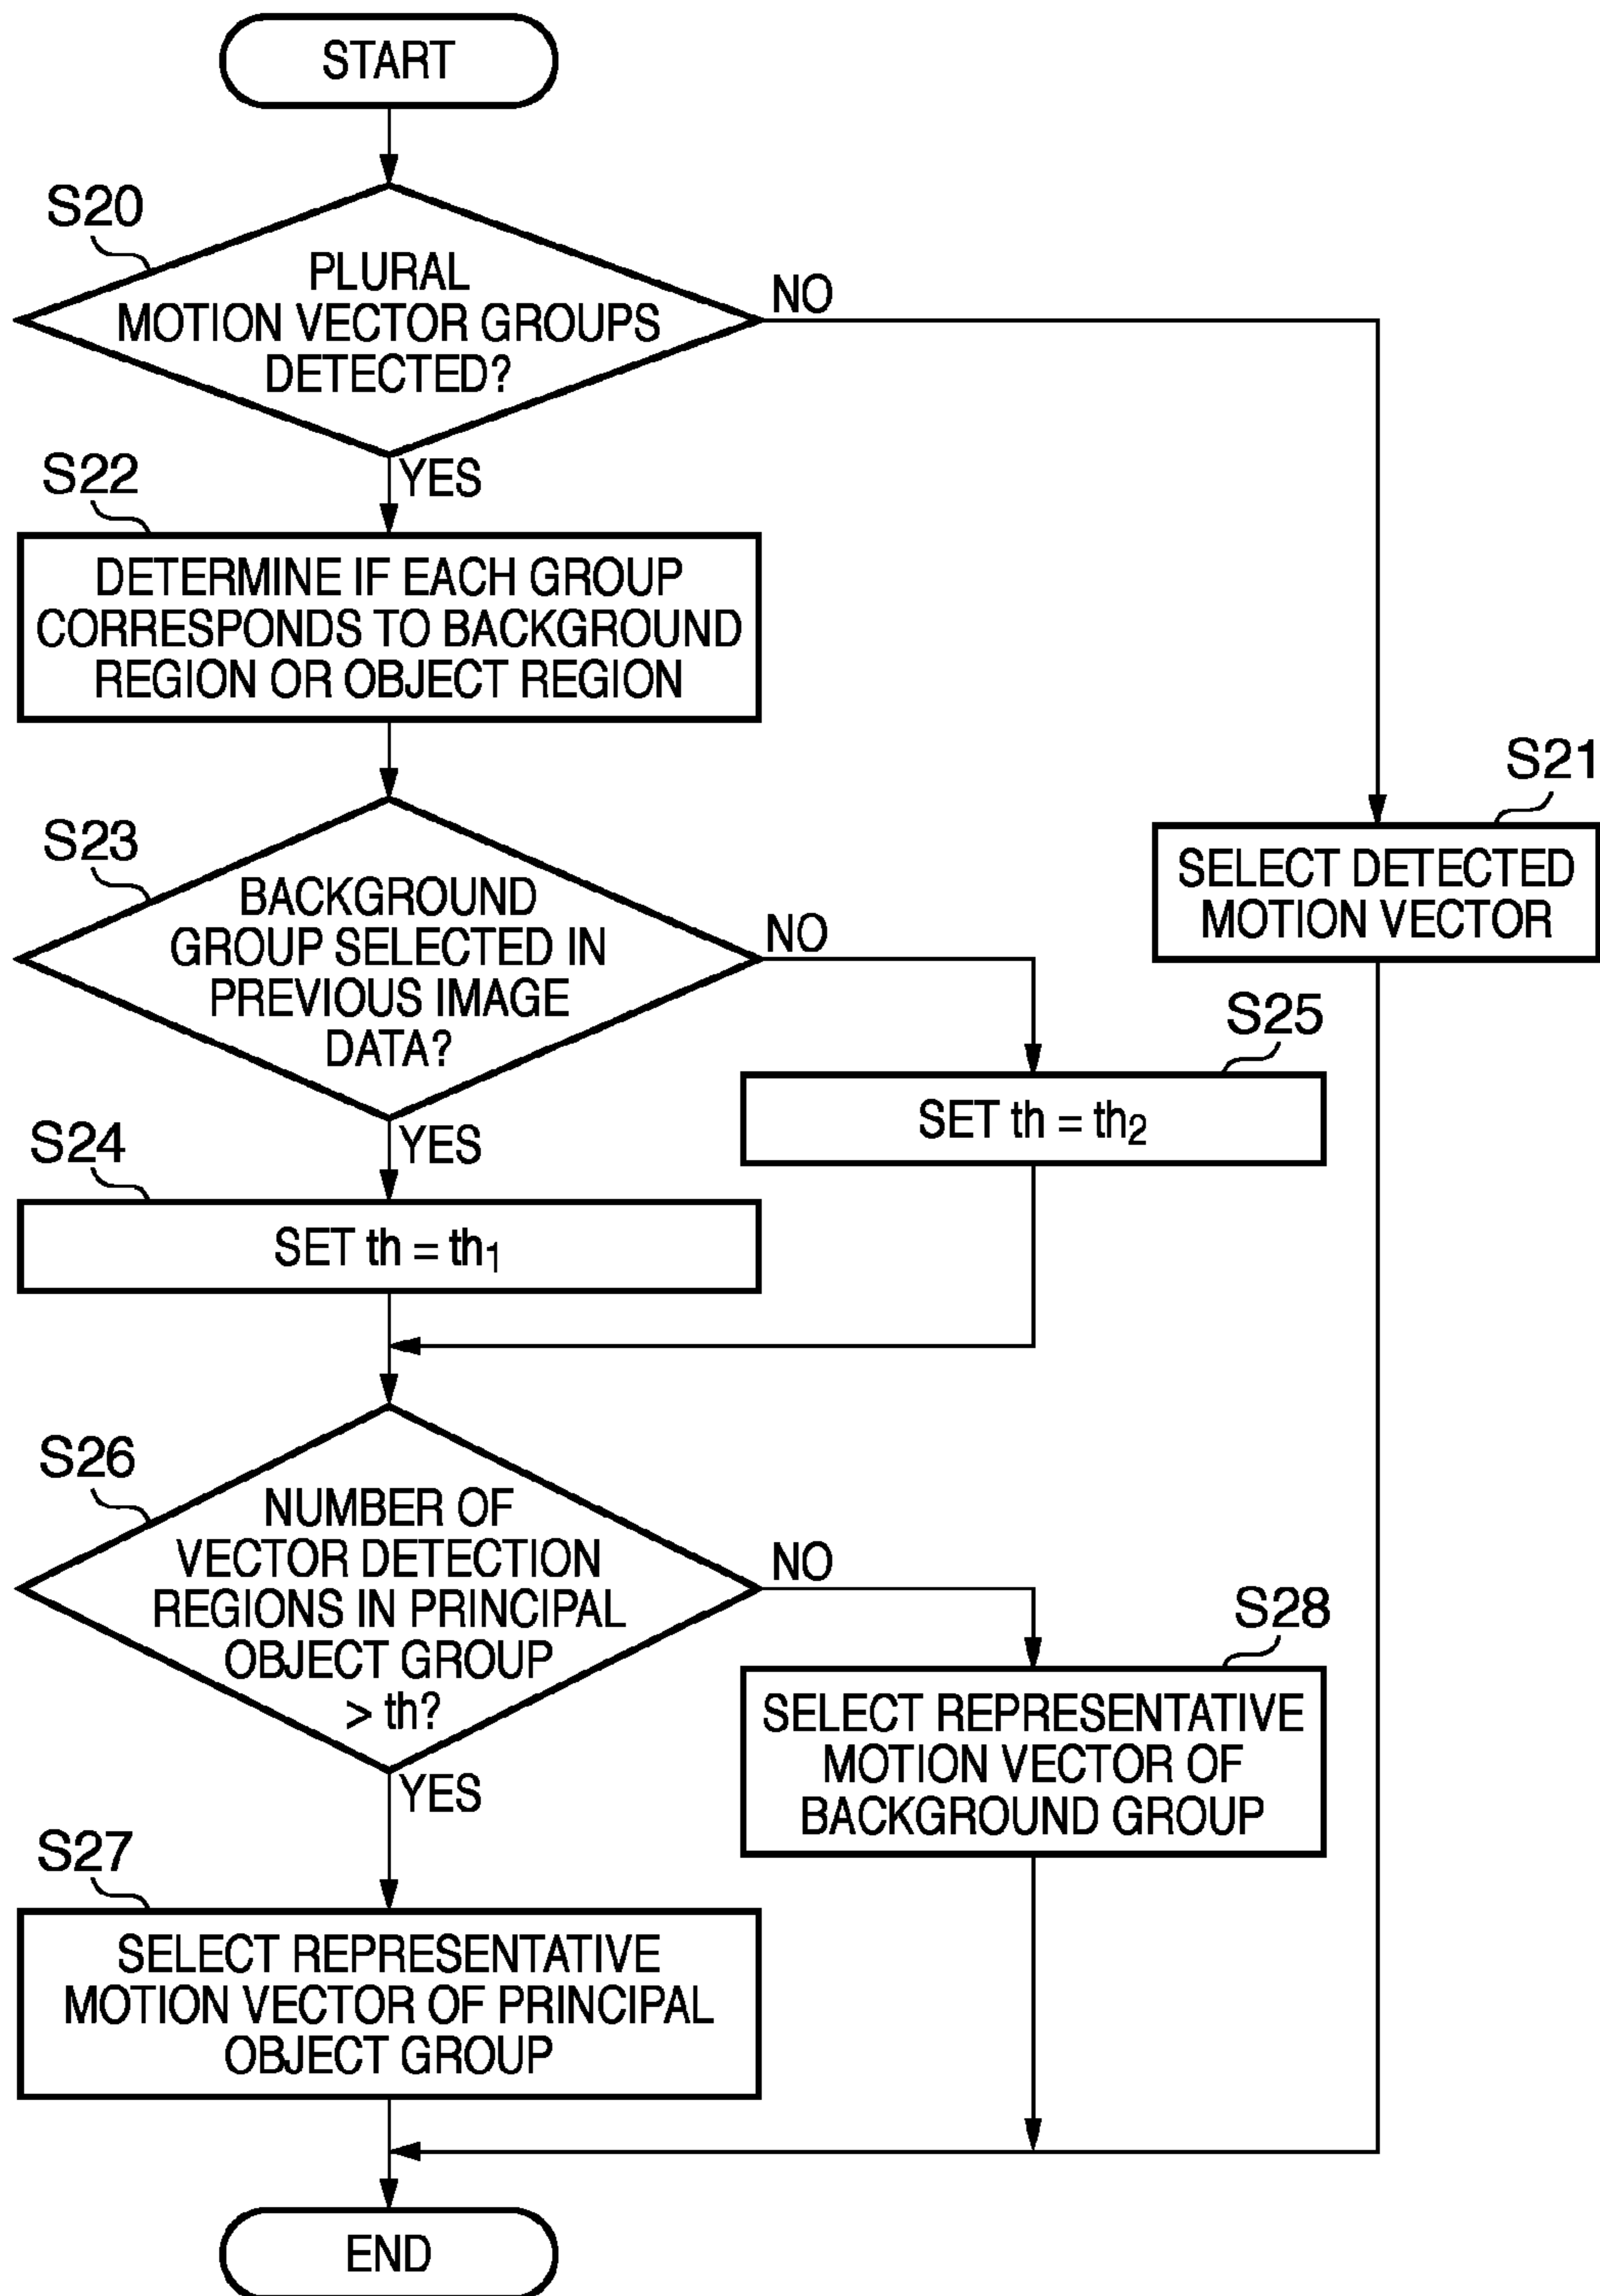 START
S20
PLURAL
MOTION VECTOR GROUPS
DETECTED?
NO
YES
S22
DETERMINE IF EACH GROUP
CORRESPONDS TO BACKGROUND
REGION OR OBJECT REGION
S21
SELECT DETECTED
MOTION VECTOR
S23
BACKGROUND
GROUP SELECTED IN
PREVIOUS IMAGE
DATA?
NO
YES
S25
SET th = th₂
S24
SET th = th₁
S26
NUMBER OF
VECTOR DETECTION
REGIONS IN PRINCIPAL
OBJECT GROUP
> th?
NO
YES
S28
SELECT REPRESENTATIVE
MOTION VECTOR OF
BACKGROUND GROUP
S27
SELECT REPRESENTATIVE
MOTION VECTOR OF PRINCIPAL
OBJECT GROUP
END